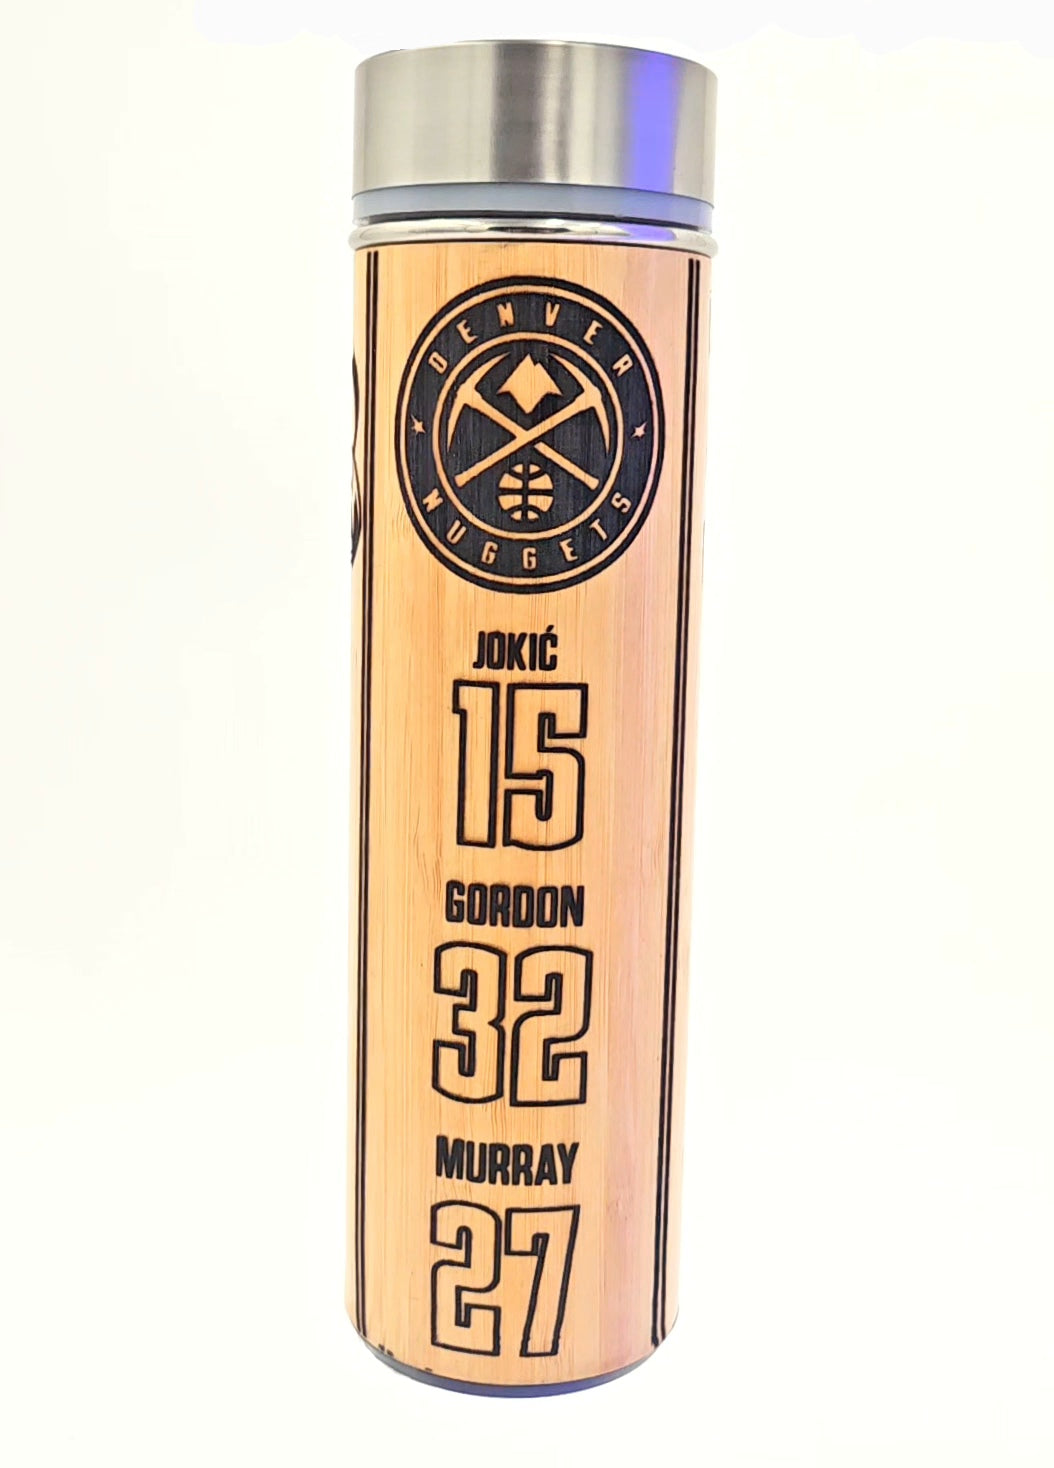 DENVER
NUGGETS
JOKIĆ
15
GORDON
32
MURRAY
27